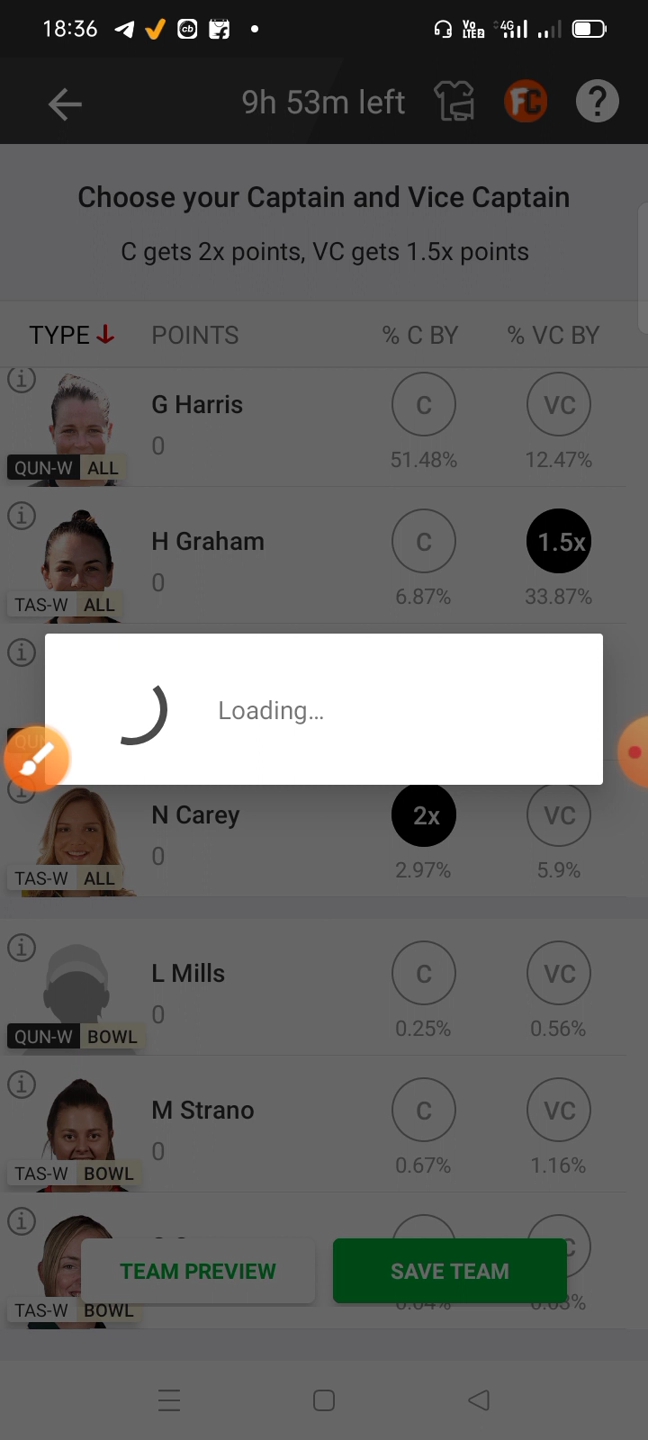 18:36
Vo LTE2 4G
9h 53m left FC ?
Choose your Captain and Vice Captain
C gets 2x points, VC gets 1.5x points
TYPE POINTS % C BY % VC BY
G Harris C VC
0
QUN-W ALL 51.48% 12.47%
H Graham C 1.5x
0
TAS-W ALL 6.87% 33.87%
Loading...
N Carey 2x VC
0
TAS-W ALL 2.97% 5.9%
L Mills C VC
0
QUN-W BOWL 0.25% 0.56%
M Strano C VC
0
TAS-W BOWL 0.67% 1.16%
TEAM PREVIEW SAVE TEAM
TAS-W BOWL